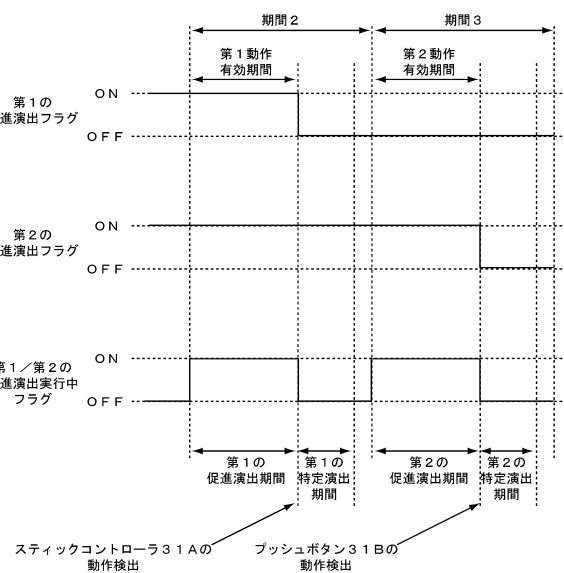 期間２
期間３
第１動作
有効期間
第２動作
有効期間
第１の
進演出フラグ
ＯＮ
ＯＦＦ
第２の
進演出フラグ
ＯＮ
ＯＦＦ
第１／第２の
進演出実行中
フラグ
ＯＮ
ＯＦＦ
第１の
促進演出期間
第１の
特定演出
期間
第２の
促進演出期間
第２の
特定演出
期間
スティックコントローラ３１Ａの
動作検出
プッシュボタン３１Ｂの
動作検出